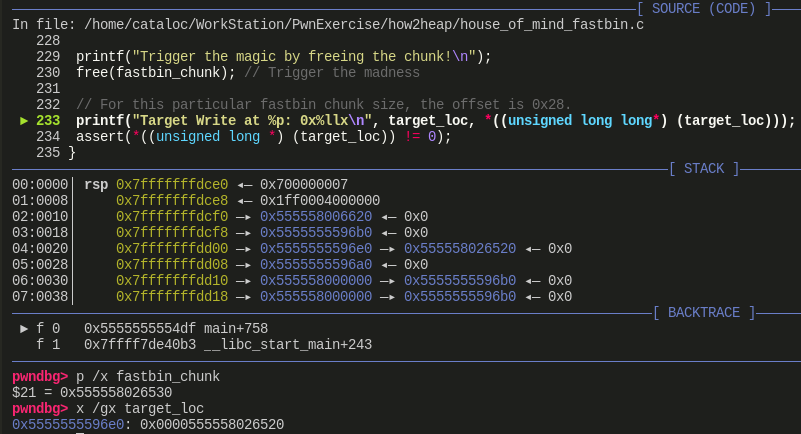 [ SOURCE (CODE) ]
In file: /home/cataloc/WorkStation/PwnExercise/how2heap/house_of_mind_fastbin.c
228
229 printf("Trigger the magic by freeing the chunk!\n");
230 free(fastbin_chunk); // Trigger the madness
231
232 // For this particular fastbin chunk size, the offset is 0x28.
► 233 printf("Target Write at %p: 0x%llx\n", target_loc, *((unsigned long long*) (target_loc)));
234 assert(*((unsigned long *) (target_loc)) != 0);
235 }
[ STACK ]
00:0000│ rsp 0x7fffffffdce0 ◂— 0x700000007
01:0008│ 0x7fffffffdce8 ◂— 0x1ff0004000000
02:0010│ 0x7fffffffdcf0 —▸ 0x555558006620 ◂— 0x0
03:0018│ 0x7fffffffdcf8 —▸ 0x5555555596b0 ◂— 0x0
04:0020│ 0x7fffffffdd00 —▸ 0x5555555596e0 —▸ 0x555558026520 ◂— 0x0
05:0028│ 0x7fffffffdd08 —▸ 0x5555555596a0 ◂— 0x0
06:0030│ 0x7fffffffdd10 —▸ 0x555558000000 —▸ 0x5555555596b0 ◂— 0x0
07:0038│ 0x7fffffffdd18 —▸ 0x555558000000 —▸ 0x5555555596b0 ◂— 0x0
[ BACKTRACE ]
► f 0 0x5555555554df main+758
f 1 0x7ffff7de40b3 __libc_start_main+243
pwndbg> p /x fastbin_chunk
$21 = 0x555558026530
pwndbg> x /gx target_loc
0x5555555596e0: 0x0000555558026520